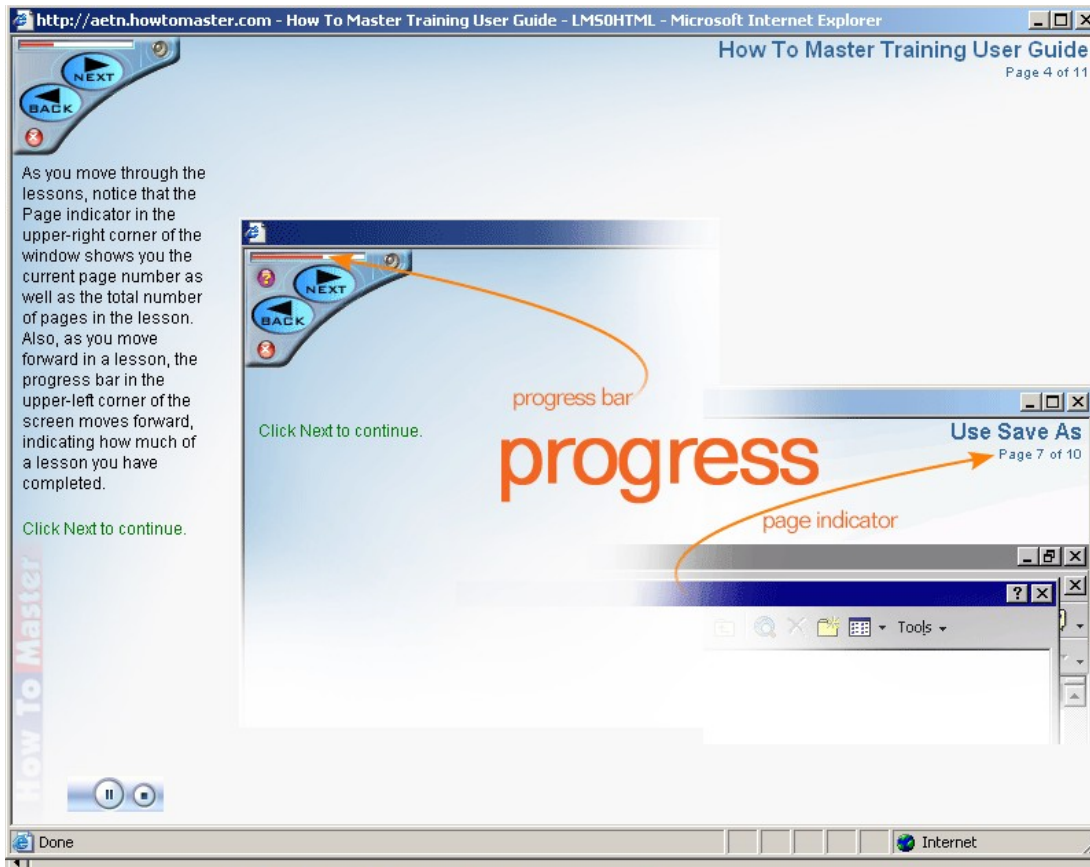 http://aetn.howtomaster.com - How To Master Training User Guide - LMS0HTML - Microsoft Internet Explorer
How To Master Training User Guide
Page 4 of 11
NEXT
BACK
As you move through the
lessons, notice that the
Page indicator in the
upper-right corner of the
window shows you the
current page number as
well as the total number
of pages in the lesson.
Also, as you move
forward in a lesson, the
progress bar in the
upper-left corner of the
screen moves forward,
indicating how much of
a lesson you have
completed.
Click Next to continue.
NEXT
BACK
Click Next to continue.
progress bar
progress
page indicator
Use Save As
Page 7 of 10
Tools
How To Master
Done
Internet